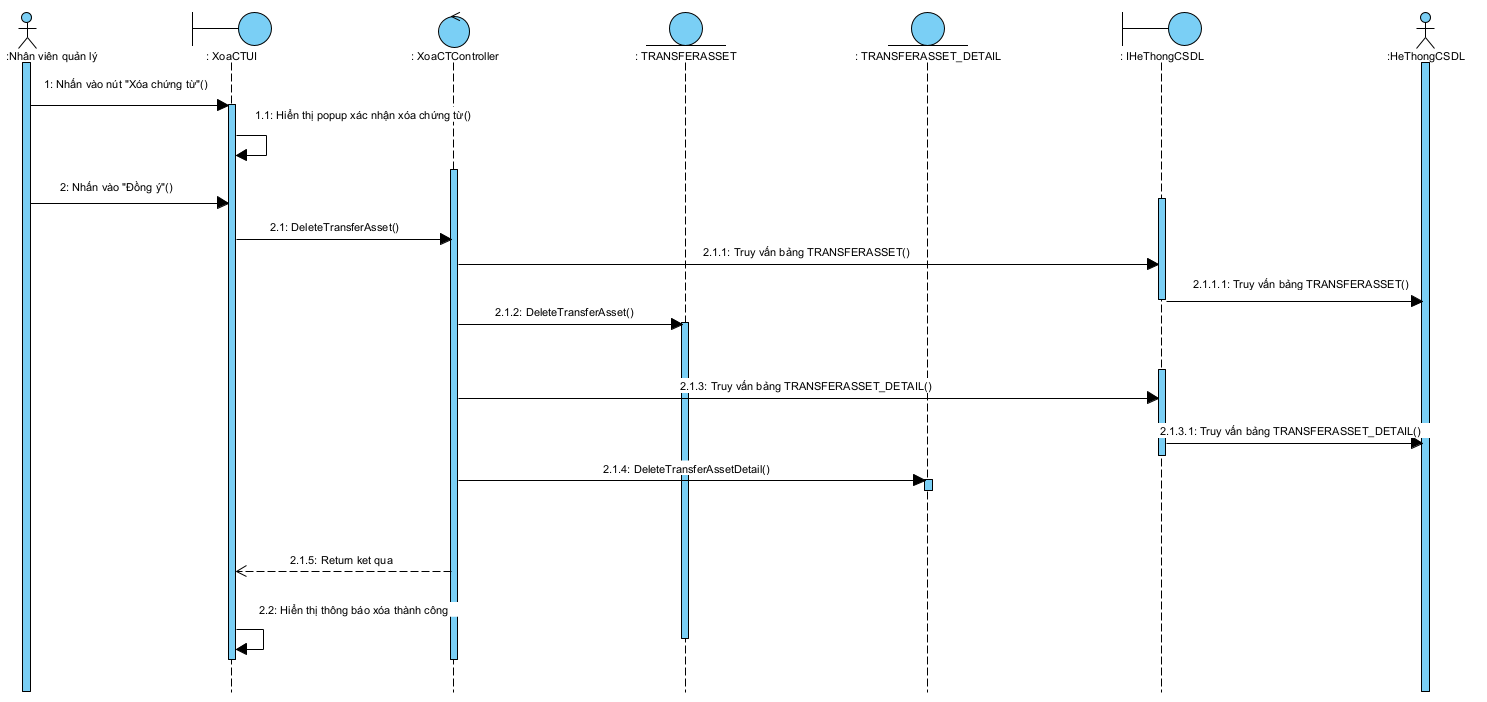 :Nhân viên quản lý
: XoaCTUI
: XoaCTController
: TRANSFERASSET
: TRANSFERASSET_DETAIL
: IHeThongCSDL
:HeThongCSDL
1: Nhấn vào nút "Xóa chứng từ"()
1.1: Hiển thị popup xác nhận xóa chứng từ()
2: Nhấn vào "Đồng ý"()
2.1: DeleteTransferAsset()
2.1.1: Truy vấn bảng TRANSFERASSET()
2.1.1.1: Truy vấn bảng TRANSFERASSET()
2.1.2: DeleteTransferAsset()
2.1.3: Truy vấn bảng TRANSFERASSET_DETAIL()
2.1.3.1: Truy vấn bảng TRANSFERASSET_DETAIL()
2.1.4: DeleteTransferAssetDetail()
2.1.5: Return ket qua
2.2: Hiển thị thông báo xóa thành công